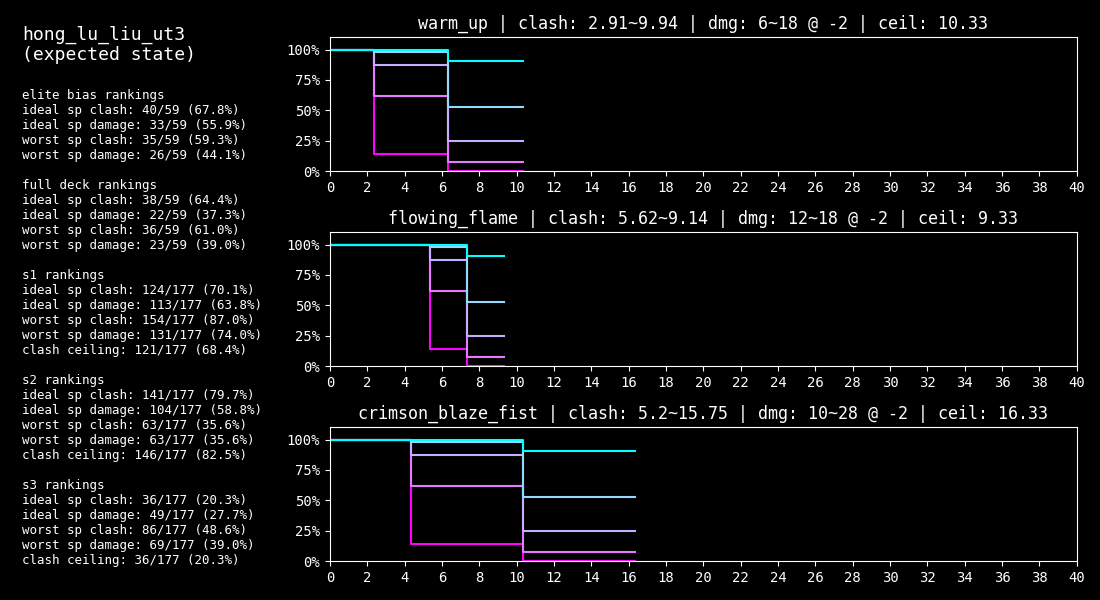 hong_lu_liu_ut3
(expected state)
elite bias rankings
ideal sp clash: 40/59 (67.8%)
ideal sp damage: 33/59 (55.9%)
worst sp clash: 35/59 (59.3%)
worst sp damage: 26/59 (44.1%)
full deck rankings
ideal sp clash: 38/59 (64.4%)
ideal sp damage: 22/59 (37.3%)
worst sp clash: 36/59 (61.0%)
worst sp damage: 23/59 (39.0%)
s1 rankings
ideal sp clash: 124/177 (70.1%)
ideal sp damage: 113/177 (63.8%)
worst sp clash: 154/177 (87.0%)
worst sp damage: 131/177 (74.0%)
clash ceiling: 121/177 (68.4%)
s2 rankings
ideal sp clash: 141/177 (79.7%)
ideal sp damage: 104/177 (58.8%)
worst sp clash: 63/177 (35.6%)
worst sp damage: 63/177 (35.6%)
clash ceiling: 146/177 (82.5%)
s3 rankings
ideal sp clash: 36/177 (20.3%)
ideal sp damage: 49/177 (27.7%)
worst sp clash: 86/177 (48.6%)
worst sp damage: 69/177 (39.0%)
clash ceiling: 36/177 (20.3%)
warm_up | clash: 2.91~9.94 | dmg: 6~18 @ -2 | ceil: 10.33
100%
75%
50%
25%
0%
0 2 4 6 8 10 12 14 16 18 20 22 24 26 28 30 32 34 36 38 40
flowing_flame | clash: 5.62~9.14 | dmg: 12~18 @ -2 | ceil: 9.33
100%
75%
50%
25%
0%
0 2 4 6 8 10 12 14 16 18 20 22 24 26 28 30 32 34 36 38 40
crimson_blaze_fist | clash: 5.2~15.75 | dmg: 10~28 @ -2 | ceil: 16.33
100%
75%
50%
25%
0%
0 2 4 6 8 10 12 14 16 18 20 22 24 26 28 30 32 34 36 38 40